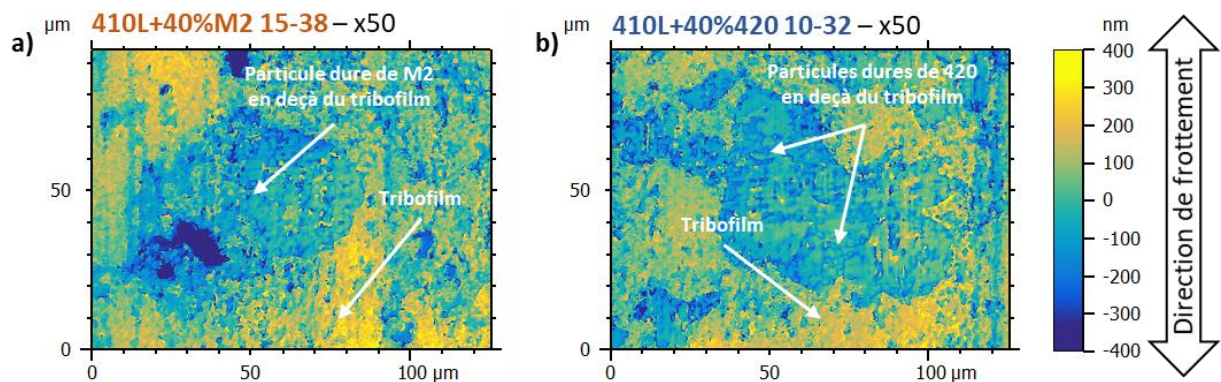 a)
µm
410L+40%M2 15-38 – x50
Particule dure de M2
en deçà du tribofilm
Tribofilm
50
0
0
50
100 µm
b)
µm
410L+40%420 10-32 – x50
Particules dures de 420
en deçà du tribofilm
Tribofilm
50
0
0
50
100 µm
nm
400
300
200
100
0
-100
-200
-300
-400
Direction de frottement